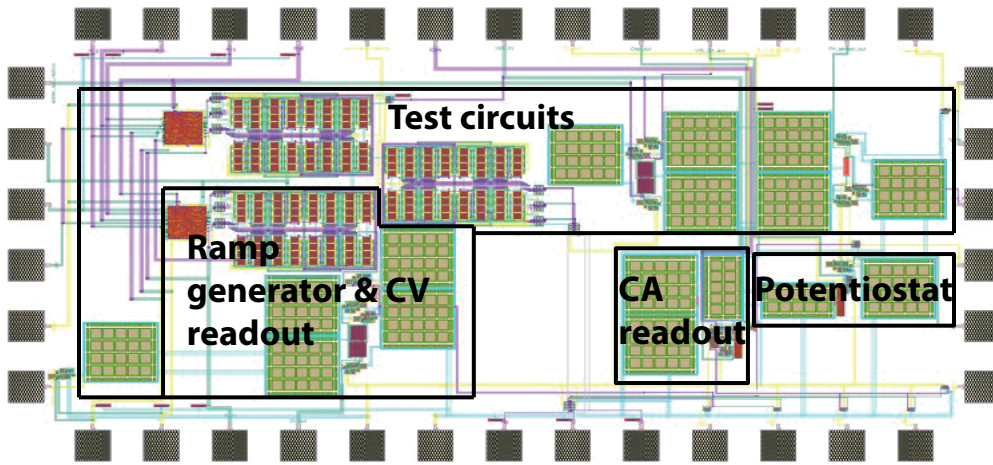 Test circuits
Ramp
generator & CV
readout
CA
readout
Potentiostat